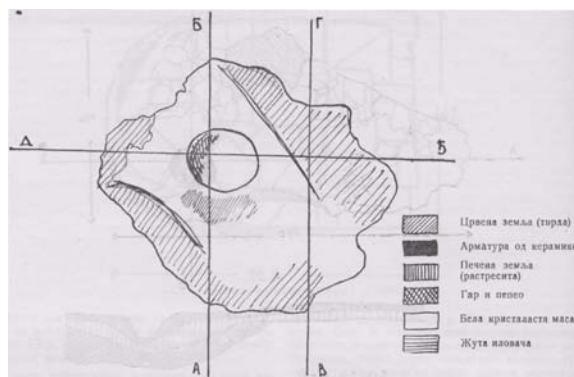 Б Г
Д Ђ
Црвена земља (торла)
Арматура од керамике
Печена земља
(растресита)
Гар и пепео
Бела кристаласта маса
Жута иловача
А В